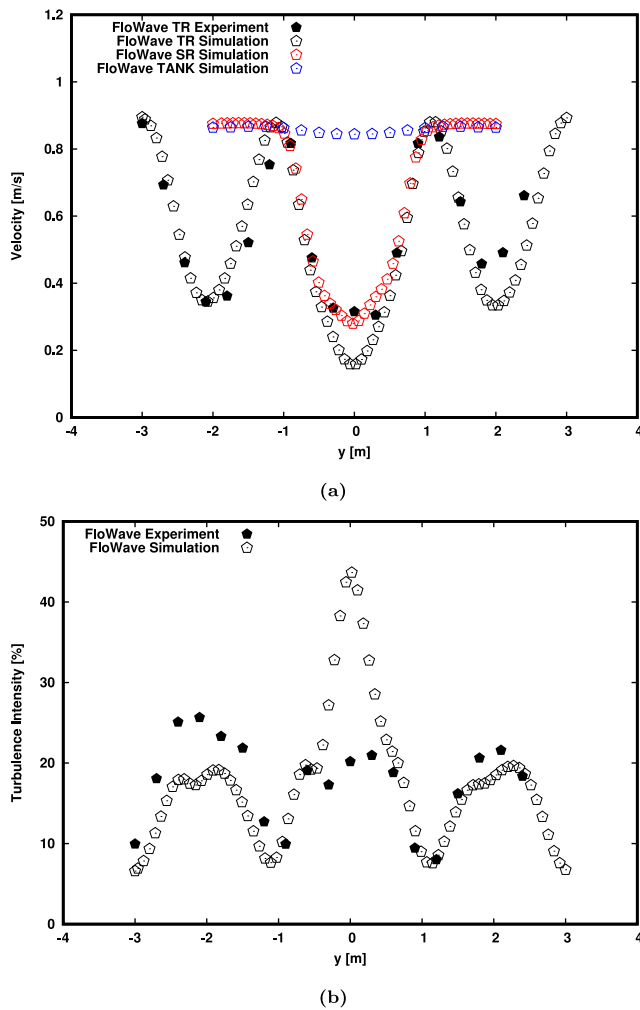 1.2
1
0.8
0.6
0.4
0.2
0
Velocity [m/s]
FloWave TR Experiment
FloWave TR Simulation
FloWave SR Simulation
FloWave TANK Simulation
-4 -3 -2 -1 0 1 2 3 4
y [m]
(a)
50
40
30
20
10
0
Turbulence Intensity [%]
FloWave Experiment
FloWave Simulation
-4 -3 -2 -1 0 1 2 3 4
y [m]
(b)